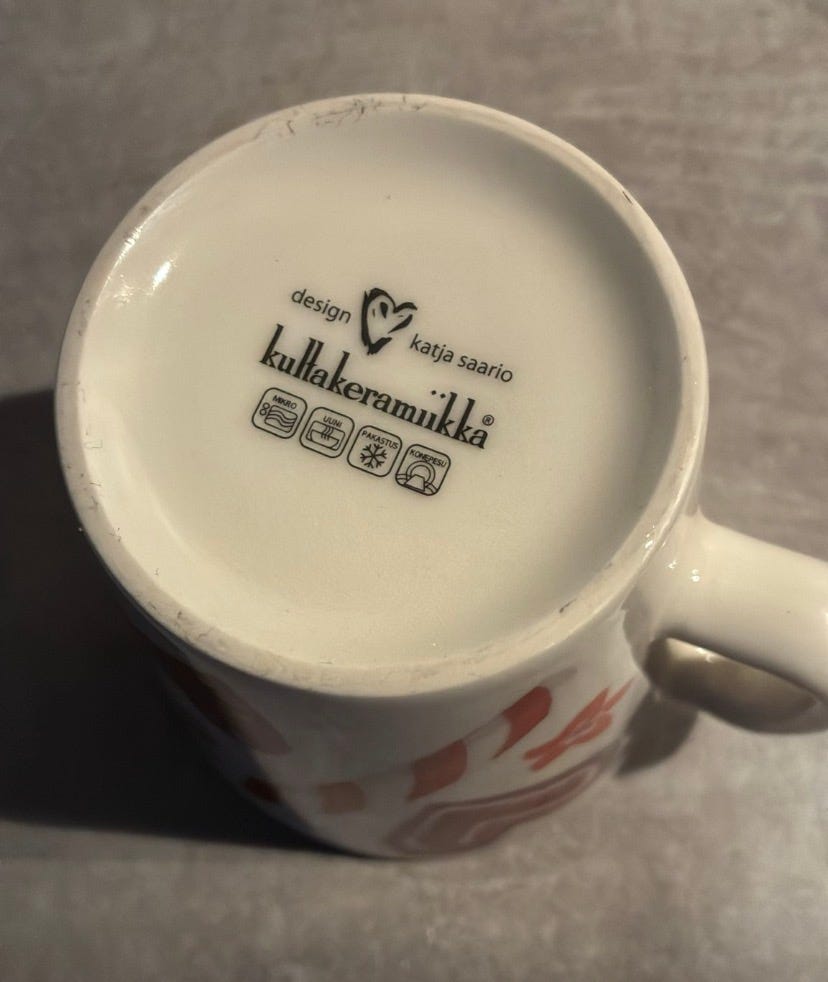 design katja saario
kultakeramiikka®
MIKRO UUNI PAKASTUS KONEPESU